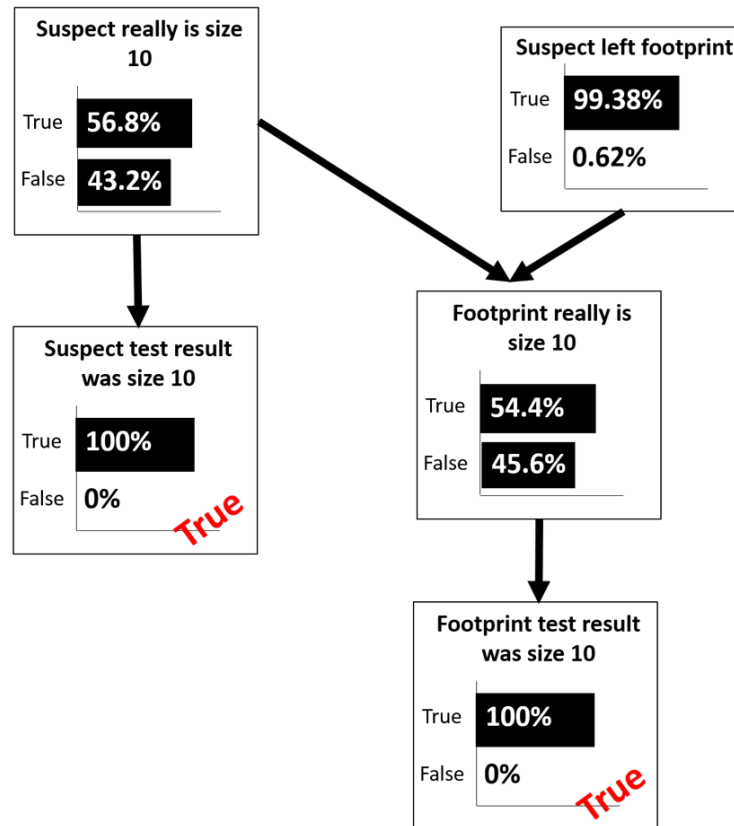 Suspect really is size
10
True 56.8%
False 43.2%
Suspect left footprint
True 99.38%
False 0.62%
Suspect test result
was size 10
True 100%
False 0%
True
Footprint really is
size 10
True 54.4%
False 45.6%
Footprint test result
was size 10
True 100%
False 0%
True